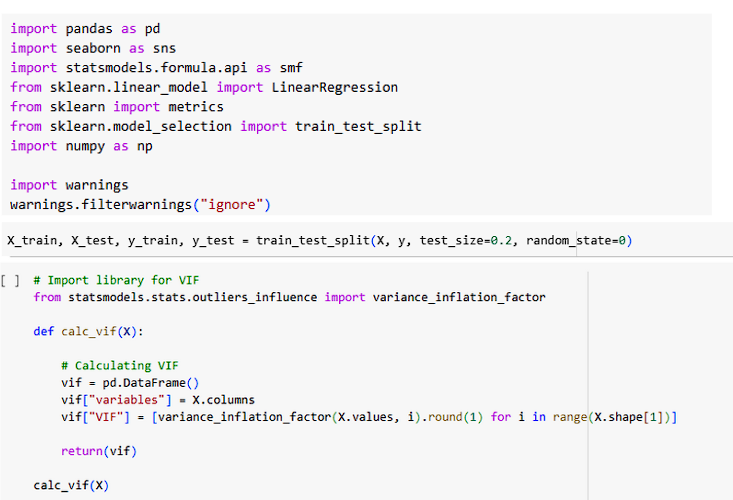 import pandas as pd
import seaborn as sns
import statsmodels.formula.api as smf
from sklearn.linear_model import LinearRegression
from sklearn import metrics
from sklearn.model_selection import train_test_split
import numpy as np
import warnings
warnings.filterwarnings("ignore")
X_train, X_test, y_train, y_test = train_test_split(X, y, test_size=0.2, random_state=0)
[ ] # Import library for VIF
from statsmodels.stats.outliers_influence import variance_inflation_factor
def calc_vif(X):
# Calculating VIF
vif = pd.DataFrame()
vif["variables"] = X.columns
vif["VIF"] = [variance_inflation_factor(X.values, i).round(1) for i in range(X.shape[1])]
return(vif)
calc_vif(X)